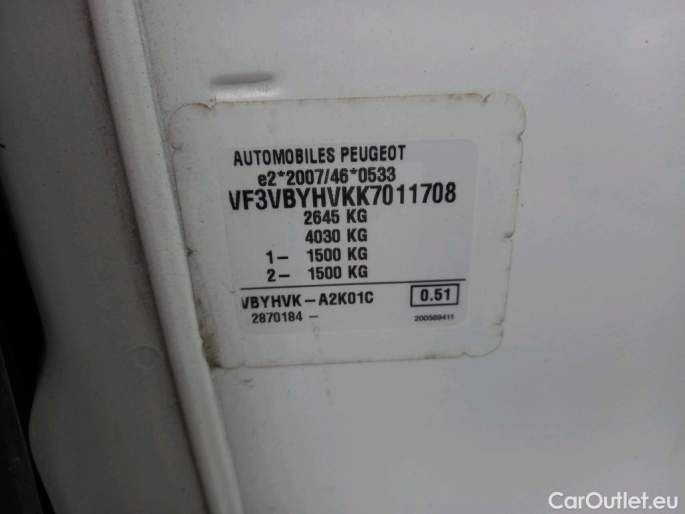 AUTOMOBILES PEUGEOT
e2*2007/46*0533
VF3VBYHVKK7011708
2645 KG
4030 KG
1- 1500 KG
2- 1500 KG
VBYHVK-A2K01C 0.51
2870184 - 200569411
CarOutlet.eu